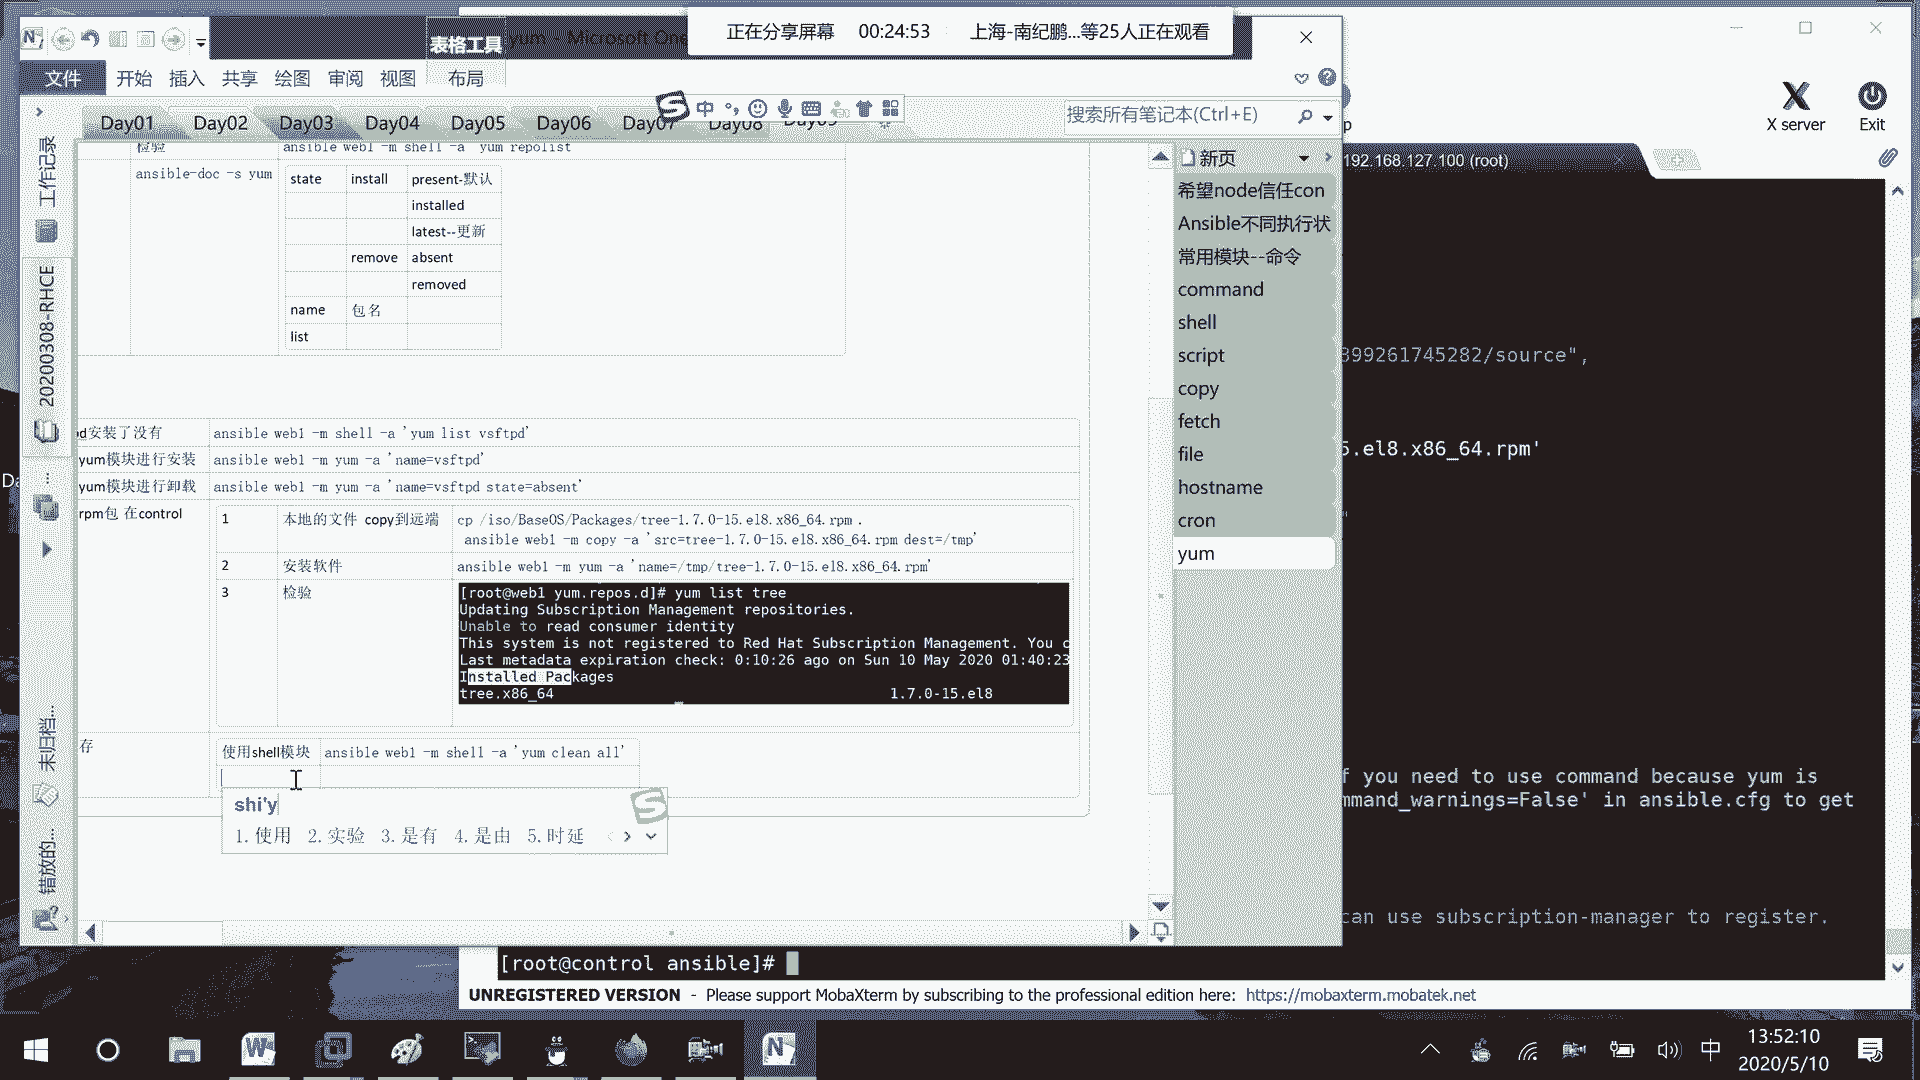 正在分享屏幕 00:24:53 上海-南纪鹏...等25人正在观看
表格工具 yum - Microsoft One
文件 开始 插入 共享 绘图 审阅 视图 布局
X server Exit
Day01 Day02 Day03 Day04 Day05 Day06 Day07 Day08
中
搜索所有笔记本(Ctrl+E)
192.168.127.100 (root)
工作记录
20200308-RHCE
未归档...
错放的...
检验 ansible web1 -m shell -a 'yum repolist
ansible-doc -s yum
state install present-默认
installed
latest--更新
remove absent
removed
name 包名
list
od安装了没有 ansible web1 -m shell -a 'yum list vsftpd'
yum模块进行安装 ansible web1 -m yum -a 'name=vsftpd'
yum模块进行卸载 ansible web1 -m yum -a 'name=vsftpd state=absent'
rpm包 在control
1 本地的文件 copy到远端 cp /iso/BaseOS/Packages/tree-1.7.0-15.el8.x86_64.rpm .
ansible web1 -m copy -a 'src=tree-1.7.0-15.el8.x86_64.rpm dest=/tmp'
2 安装软件 ansible web1 -m yum -a 'name=/tmp/tree-1.7.0-15.el8.x86_64.rpm'
3 检验
[root@web1 yum.repos.d]# yum list tree
Updating Subscription Management repositories.
Unable to read consumer identity
This system is not registered to Red Hat Subscription Management. You c
Last metadata expiration check: 0:10:26 ago on Sun 10 May 2020 01:40:23
Installed Packages
tree.x86_64 1.7.0-15.el8
存 使用shell模块 ansible web1 -m shell -a 'yum clean all'
shi'y
1.使用 2.实验 3.是有 4.是由 5.时延
新页
希望node信任con
Ansible不同执行状
常用模块--命令
command
shell
script
copy
fetch
file
hostname
cron
yum
399261745282/source",
5.el8.x86_64.rpm'
f you need to use command because yum is
mmand_warnings=False' in ansible.cfg to get
can use subscription-manager to register.
[root@control ansible]#
UNREGISTERED VERSION - Please support MobaXterm by subscribing to the professional edition here: https://mobaxterm.mobatek.net
中 13:52:10
2020/5/10